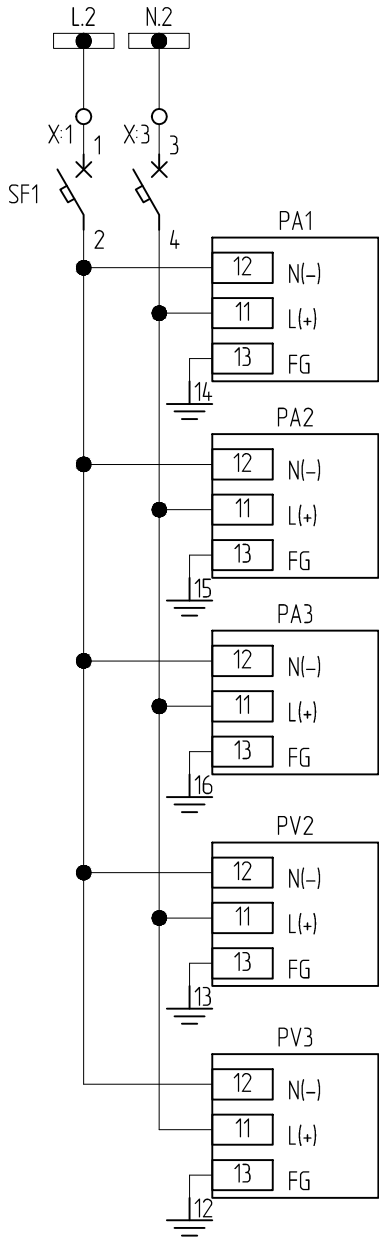 L.2 N.2
X:1 1 X:3 3
SF1
2 4
PA1
12 N(-)
11 L(+)
13 FG
14
PA2
12 N(-)
11 L(+)
13 FG
15
PA3
12 N(-)
11 L(+)
13 FG
16
PV2
12 N(-)
11 L(+)
13 FG
13
PV3
12 N(-)
11 L(+)
13 FG
12